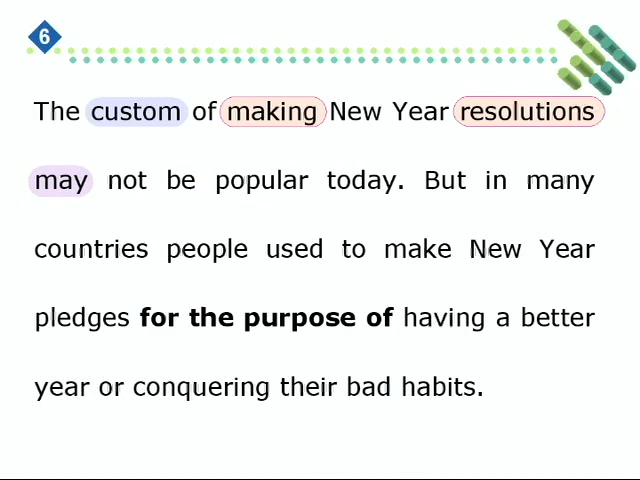 6
The custom of making New Year resolutions
may not be popular today. But in many
countries people used to make New Year
pledges for the purpose of having a better
year or conquering their bad habits.